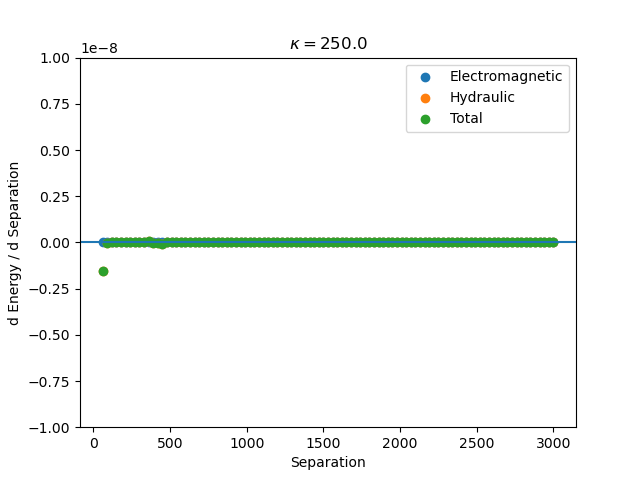 κ = 250.0
1e−8
1.00
0.75
0.50
0.25
0.00
−0.25
−0.50
−0.75
−1.00
d Energy / d Separation
Electromagnetic
Hydraulic
Total
0 500 1000 1500 2000 2500 3000
Separation